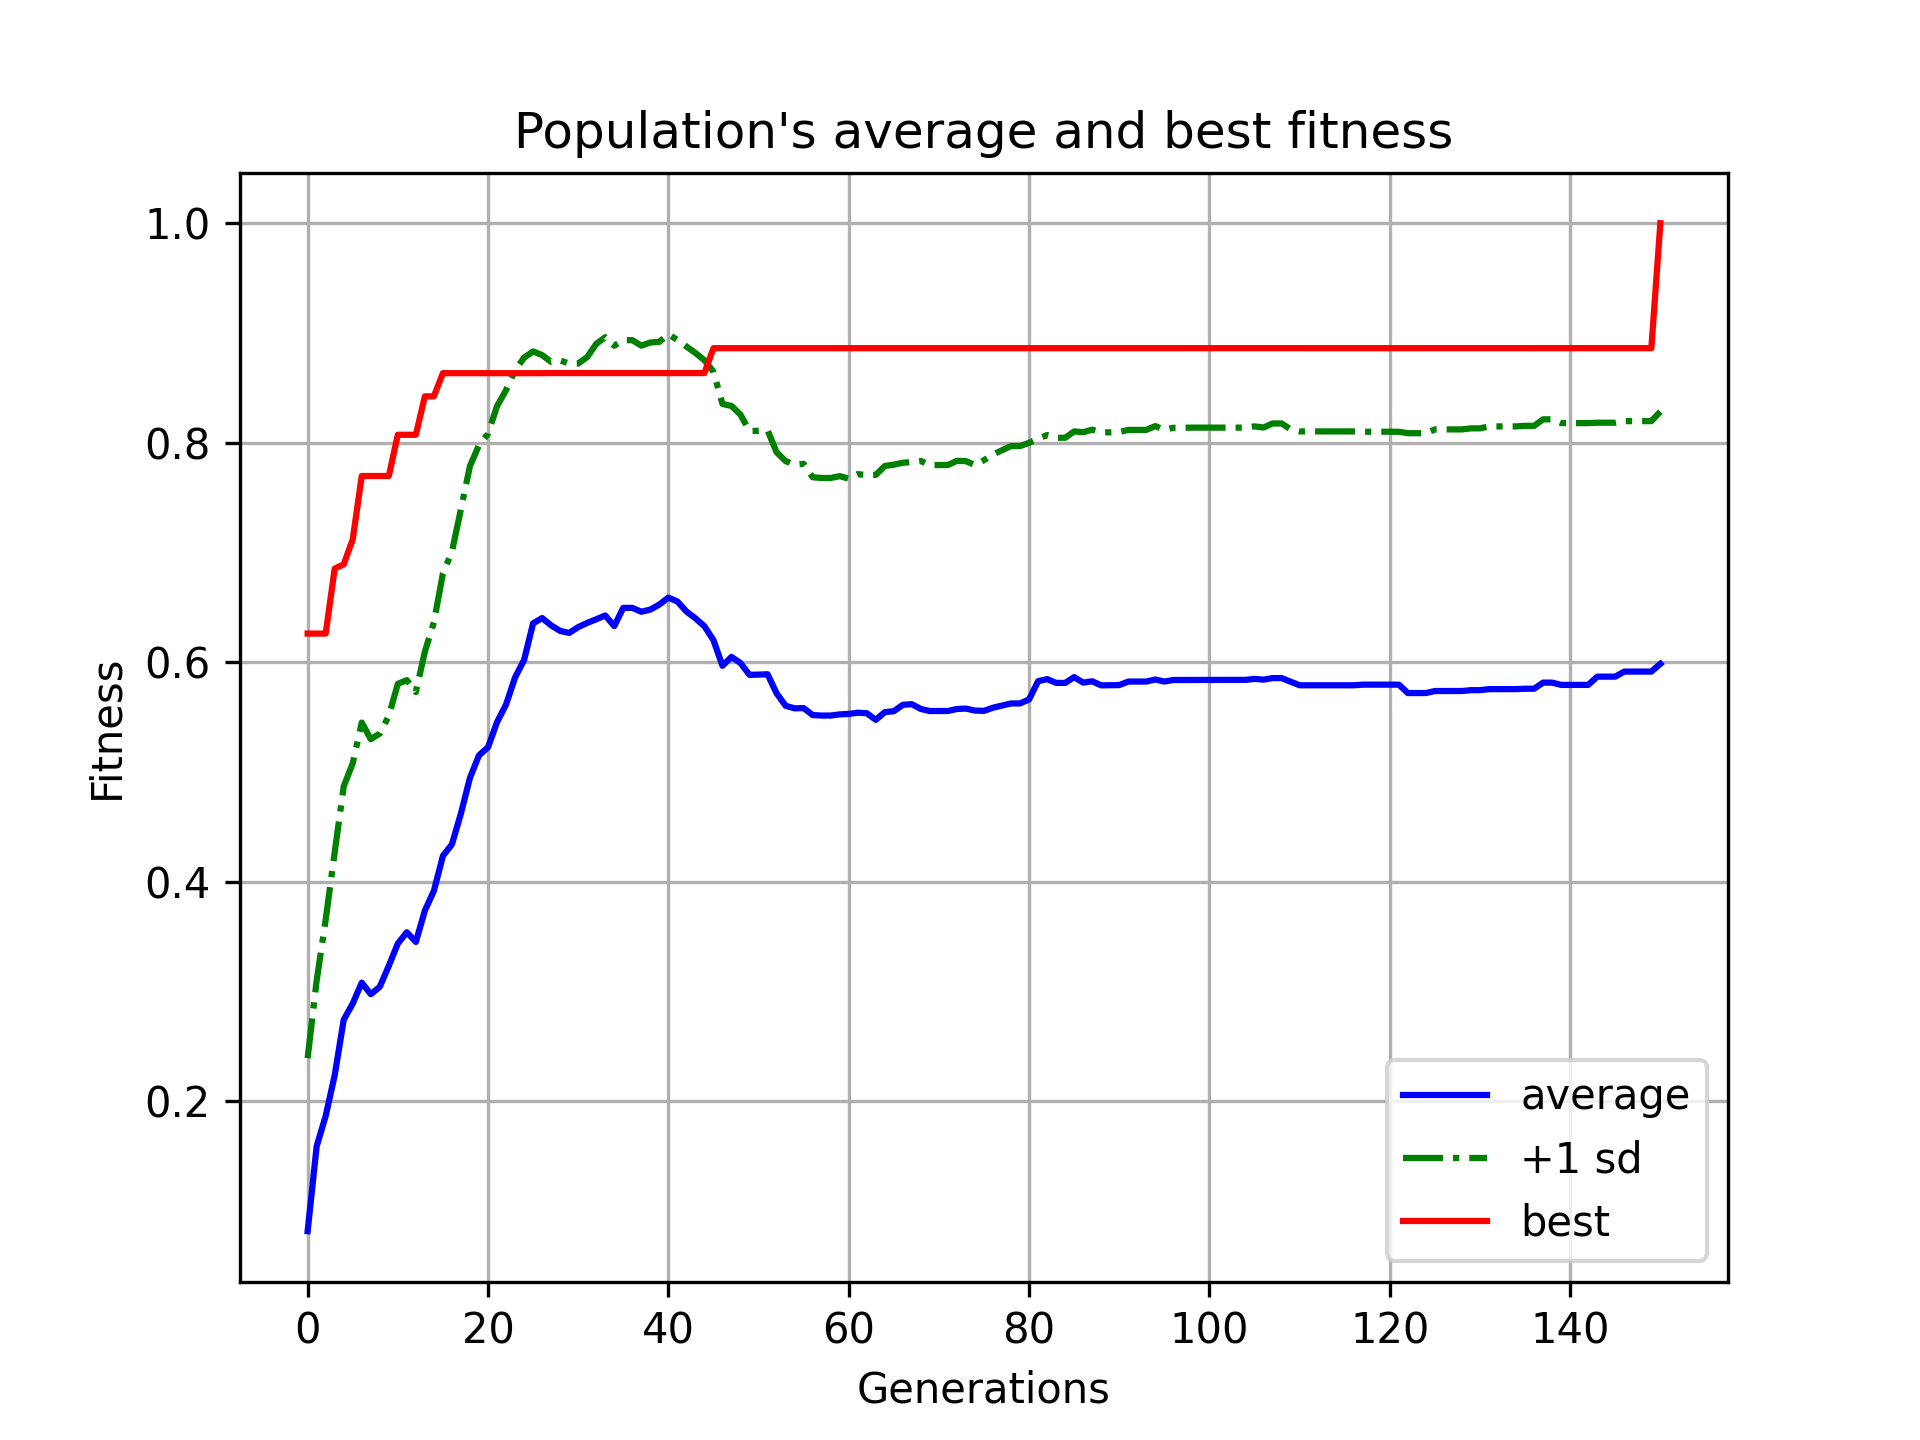 Population's average and best fitness
Fitness
1.0
0.8
0.6
0.4
0.2
0 20 40 60 80 100 120 140
Generations
average
+1 sd
best